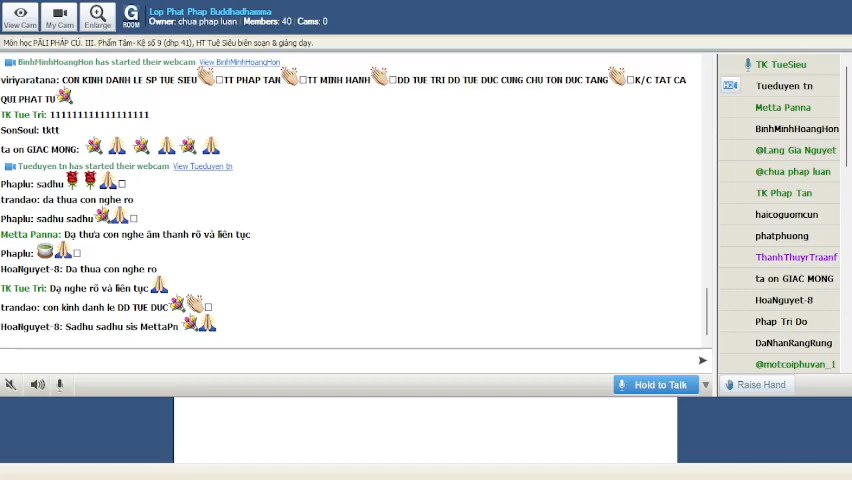 Lop Phat Phap Buddhadhamma
Owner: chua phap luan | Members: 40 | Cams: 0
View Cam
My Cam
Enlarge
G
ROOM
Môn học PĀLI PHÁP CÚ. III. Phẩm Tâm- Kệ số 9 (dhp 41), HT Tuệ Siêu biên soạn & giảng dạy.
BinhMinhHoangHon has started their webcam View BinhMinhHoangHon
viriyaratana: CON KINH DANH LE SP TUE SIEU TT PHAP TAN TT MINH HANH DD TUE TRI DD TUE DUC CUNG CHU TON DUC TANG K/C TAT CA
QUI PHAT TU
TK Tue Tri: 11111111111111111
SonSoul: tktt
ta on GIAC MONG:
Tueduyen tn has started their webcam View Tueduyen tn
Phaplu: sadhu
trandao: da thua con nghe ro
Phaplu: sadhu sadhu
Metta Panna: Dạ thưa con nghe âm thanh rõ và liên tục
Phaplu:
HoaNguyet-8: Da thua con nghe ro
TK Tue Tri: Dạ nghe rõ và liên tục
trandao: con kinh danh le DD TUE DUC
HoaNguyet-8: Sadhu sadhu sis MettaPn
Hold to Talk
TK TueSieu
Tueduyen tn
Metta Panna
BinhMinhHoangHon
@Lang Gia Nguyet
@chua phap luan
TK Phap Tan
haicoguomcun
phatphuong
ThanhThuyrTraanf
ta on GIAC MONG
HoaNguyet-8
Phap Tri Do
DaNhanRangRung
@motcoiphuvan_1
Raise Hand